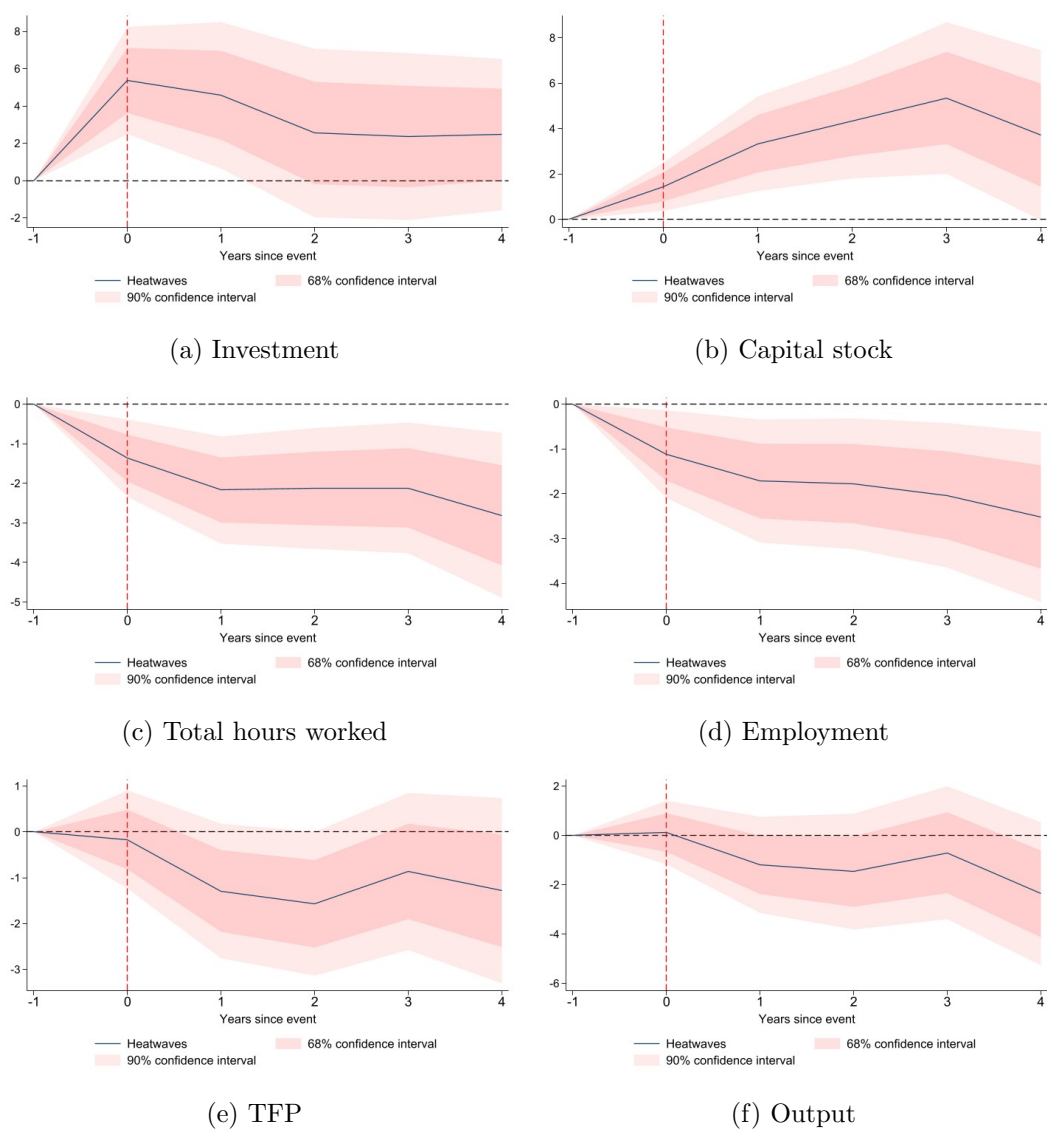 8
6
4
2
0
-2
-1 0 1 2 3 4
Years since event
Heatwaves 68% confidence interval
90% confidence interval
(a) Investment
8
6
4
2
0
-1 0 1 2 3 4
Years since event
Heatwaves 68% confidence interval
90% confidence interval
(b) Capital stock
0
-1
-2
-3
-4
-5
-1 0 1 2 3 4
Years since event
Heatwaves 68% confidence interval
90% confidence interval
(c) Total hours worked
0
-1
-2
-3
-4
-1 0 1 2 3 4
Years since event
Heatwaves 68% confidence interval
90% confidence interval
(d) Employment
1
0
-1
-2
-3
-1 0 1 2 3 4
Years since event
Heatwaves 68% confidence interval
90% confidence interval
(e) TFP
2
0
-2
-4
-6
-1 0 1 2 3 4
Years since event
Heatwaves 68% confidence interval
90% confidence interval
(f) Output